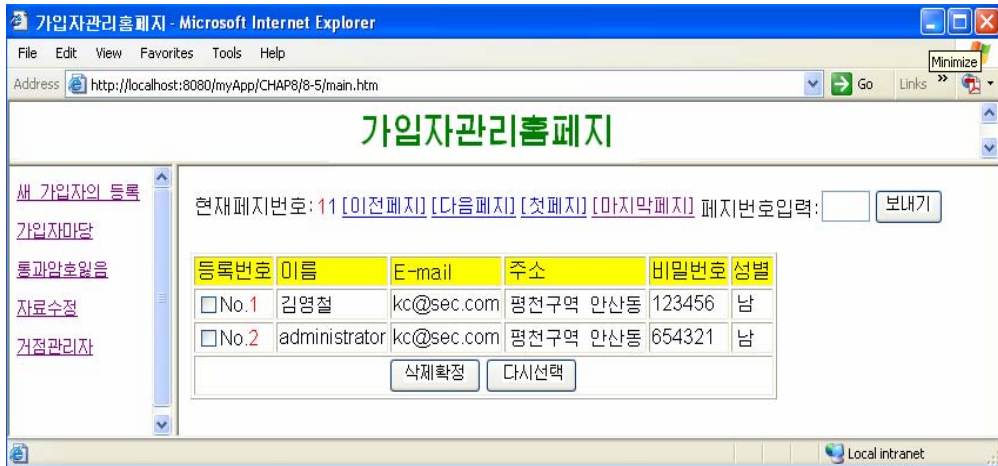 가입자관리홈페지 - Microsoft Internet Explorer
File Edit View Favorites Tools Help
Minimize
Address http://localhost:8080/myApp/CHAP8/8-5/main.htm Go Links »
가입자관리홈페지
새 가입자의 등록
가입자마당
통과암호잃음
자료수정
거점관리자
현재페지번호:11 [이전페지] [다음페지] [첫페지] [마지막페지] 페지번호입력: 보내기
등록번호 이름 E-mail 주소 비밀번호 성별
No.1 김영철 kc@sec.com 평천구역 안산동 123456 남
No.2 administrator kc@sec.com 평천구역 안산동 654321 남
삭제확정 다시선택
Local intranet